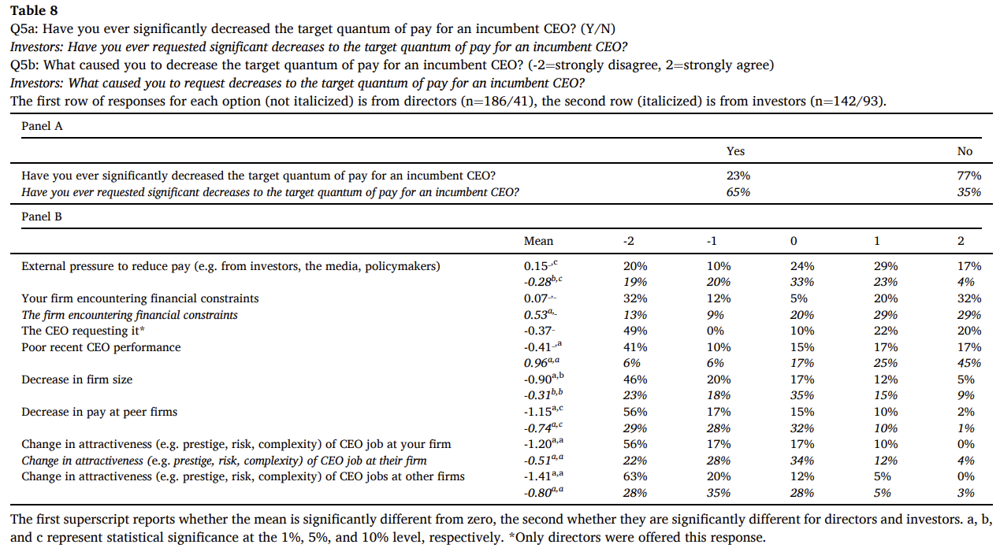 Table 8
Q5a: Have you ever significantly decreased the target quantum of pay for an incumbent CEO? (Y/N)
Investors: Have you ever requested significant decreases to the target quantum of pay for an incumbent CEO?
Q5b: What caused you to decrease the target quantum of pay for an incumbent CEO? (-2=strongly disagree, 2=strongly agree)
Investors: What caused you to request decreases to the target quantum of pay for an incumbent CEO?
The first row of responses for each option (not italicized) is from directors (n=186/41), the second row (italicized) is from investors (n=142/93).
Panel A
Yes No
Have you ever significantly decreased the target quantum of pay for an incumbent CEO? 23% 77%
Have you ever requested significant decreases to the target quantum of pay for an incumbent CEO? 65% 35%
Panel B
Mean -2 -1 0 1 2
External pressure to reduce pay (e.g. from investors, the media, policymakers) 0.15-,c 20% 10% 24% 29% 17%
-0.28b,c 19% 20% 33% 23% 4%
Your firm encountering financial constraints 0.07-,- 32% 12% 5% 20% 32%
The firm encountering financial constraints 0.53a,- 13% 9% 20% 29% 29%
The CEO requesting it* -0.37- 49% 0% 10% 22% 20%
Poor recent CEO performance -0.41-,a 41% 10% 15% 17% 17%
0.96a,a 6% 6% 17% 25% 45%
Decrease in firm size -0.90a,b 46% 20% 17% 12% 5%
-0.31b,b 23% 18% 35% 15% 9%
Decrease in pay at peer firms -1.15a,c 56% 17% 15% 10% 2%
-0.74a,c 29% 28% 32% 10% 1%
Change in attractiveness (e.g. prestige, risk, complexity) of CEO job at your firm -1.20a,a 56% 17% 17% 10% 0%
Change in attractiveness (e.g. prestige, risk, complexity) of CEO job at their firm -0.51a,a 22% 28% 34% 12% 4%
Change in attractiveness (e.g. prestige, risk, complexity) of CEO jobs at other firms -1.41a,a 63% 20% 12% 5% 0%
-0.80a,a 28% 35% 28% 5% 3%
The first superscript reports whether the mean is significantly different from zero, the second whether they are significantly different for directors and investors. a, b,
and c represent statistical significance at the 1%, 5%, and 10% level, respectively. *Only directors were offered this response.